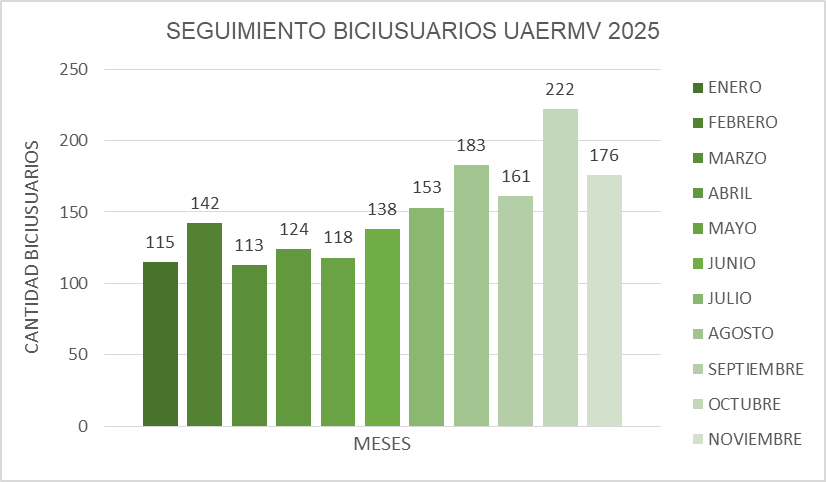 SEGUIMIENTO BICIUSUARIOS UAERMV 2025
CANTIDAD BICIUSUARIOS
250
200
150
100
50
0
115
142
113
124
118
138
153
183
161
222
176
MESES
ENERO
FEBRERO
MARZO
ABRIL
MAYO
JUNIO
JULIO
AGOSTO
SEPTIEMBRE
OCTUBRE
NOVIEMBRE